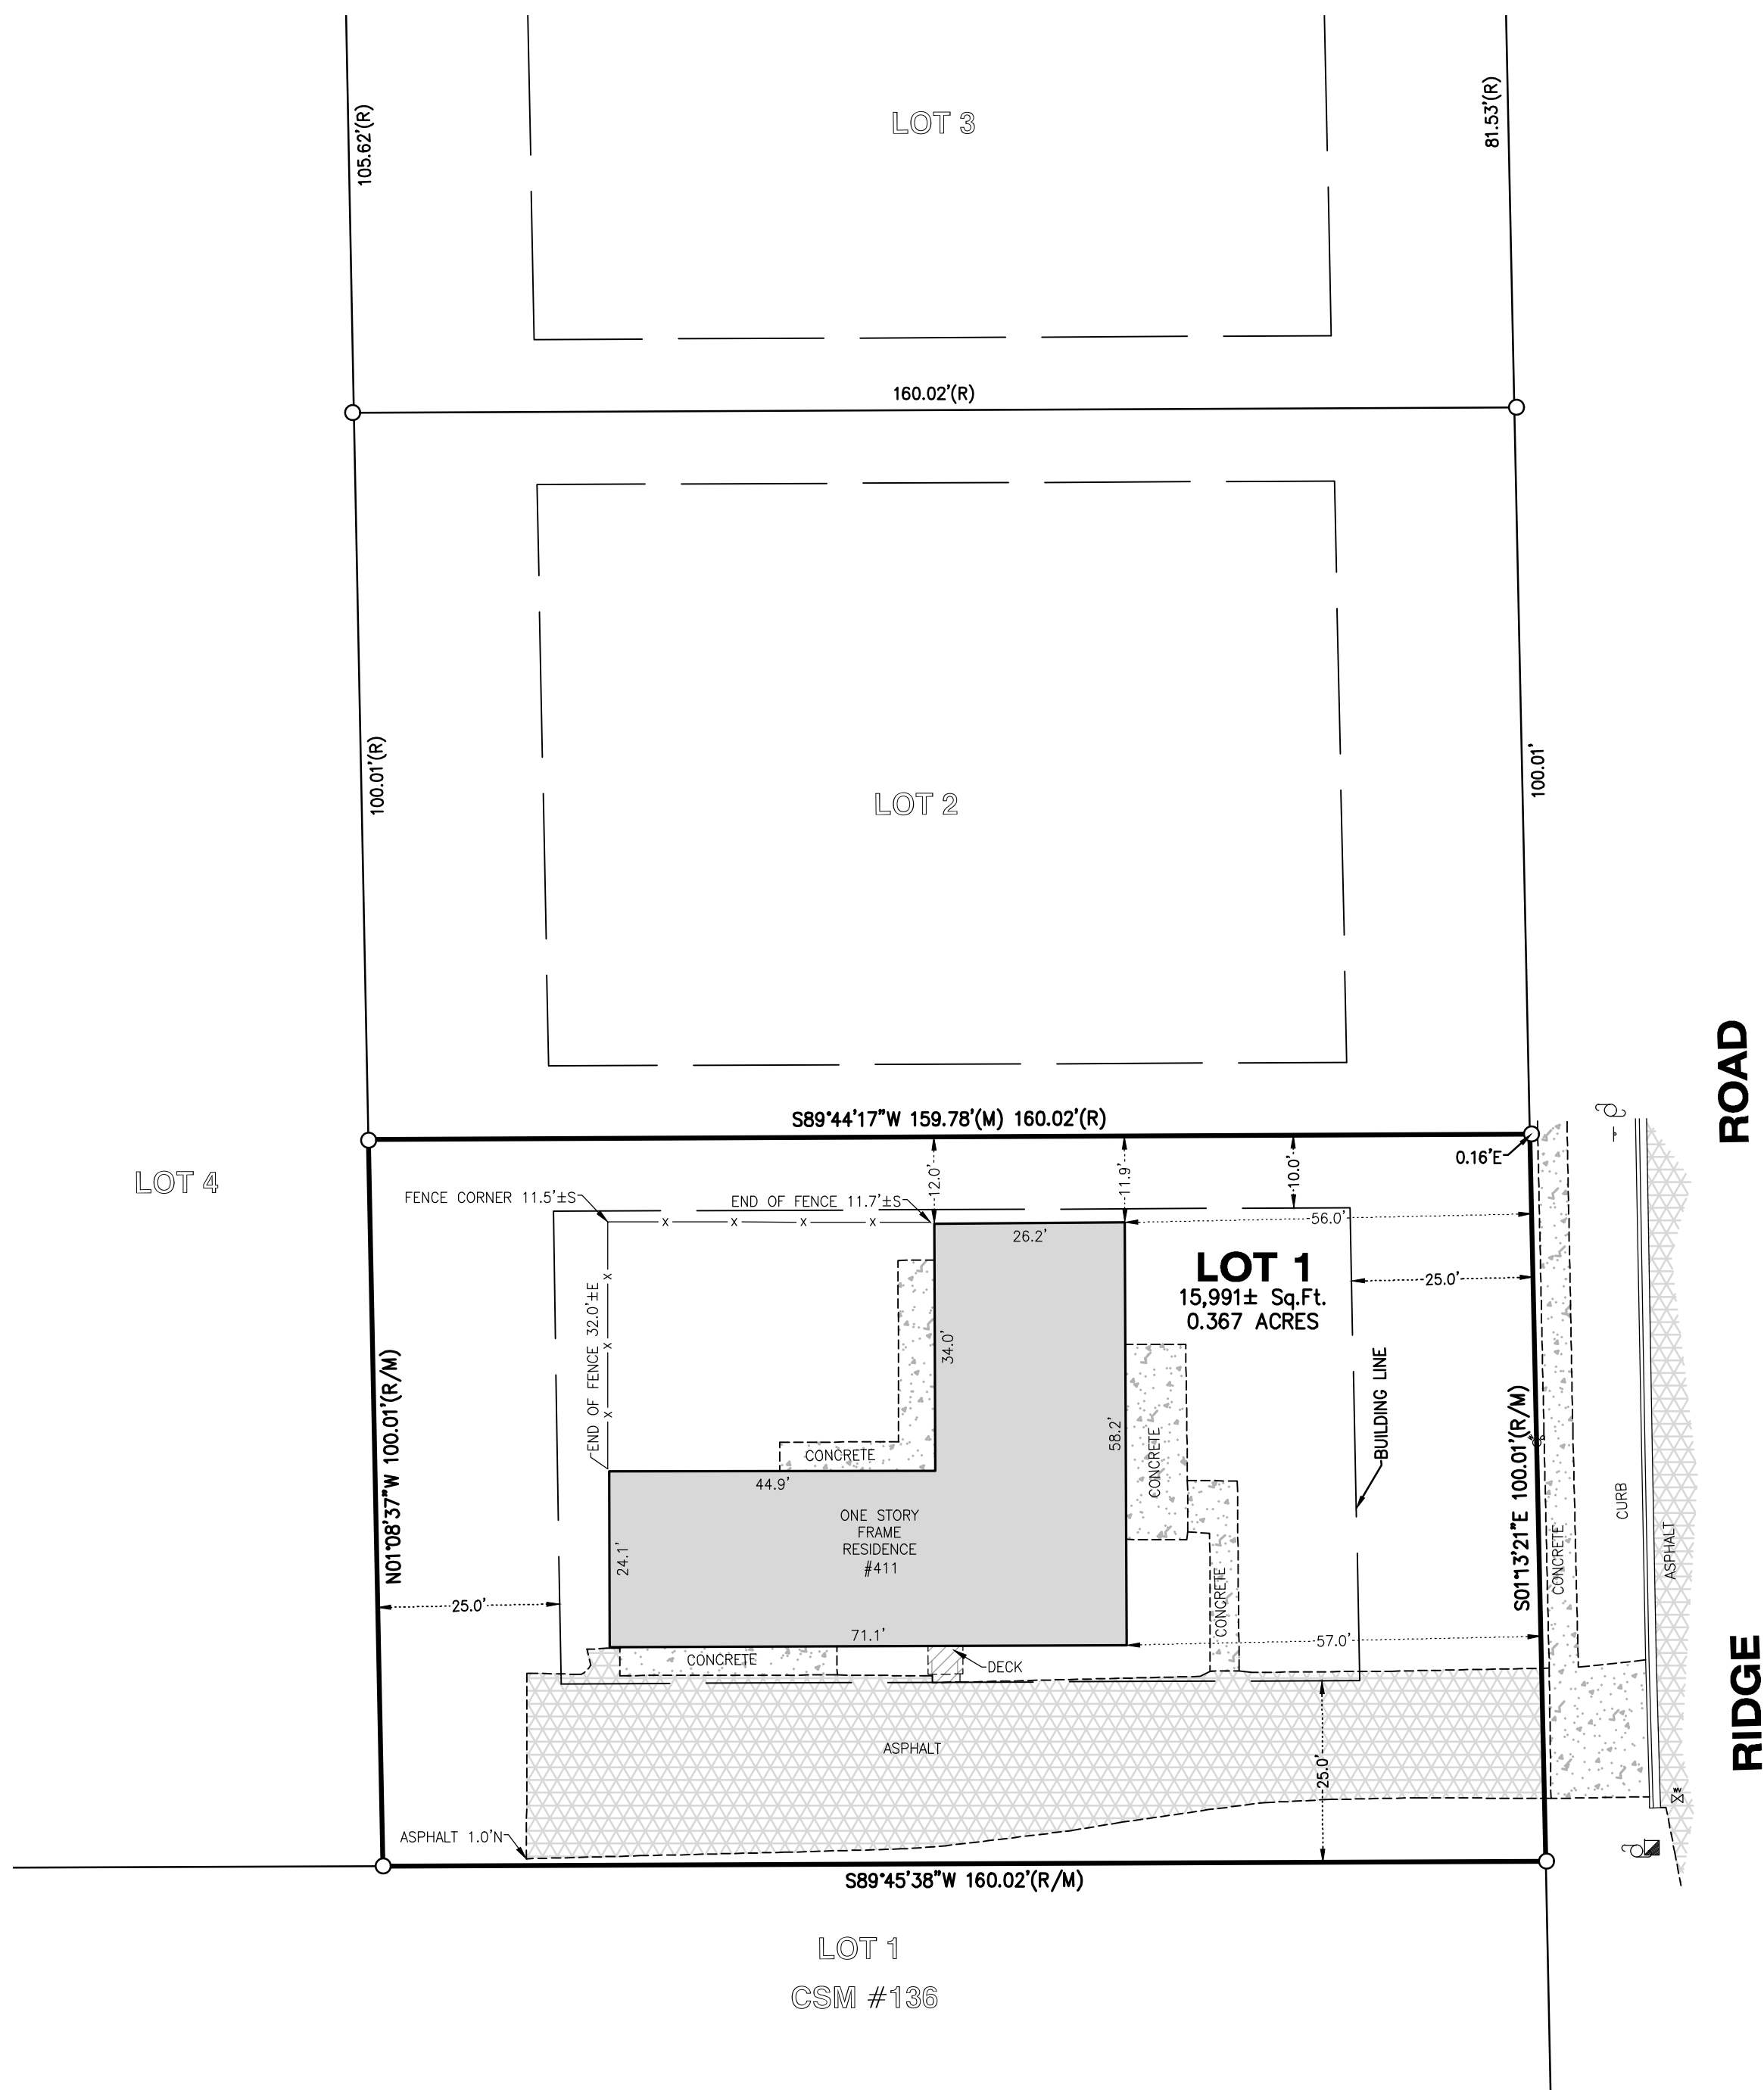 105.62'(R)
LOT 3
81.53'(R)
160.02'(R)
100.01'(R)
LOT 2
100.01'
ROAD
S89°44'17"W 159.78'(M) 160.02'(R)
0.16'E
LOT 4
FENCE CORNER 11.5'±S
END OF FENCE 11.7'±S
12.0'
11.9'
10.0'
56.0'
26.2'
LOT 1
15,991± Sq.Ft.
0.367 ACRES
25.0'
END OF FENCE 32.0'±E
34.0'
N01°08'37"W 100.01'(R/M)
BUILDING LINE
S01°13'21"E 100.01'(R/M)
CONCRETE
58.2'
CONCRETE
44.9'
ONE STORY
FRAME
RESIDENCE
#411
24.1'
CURB
ASPHALT
CONCRETE
CONCRETE
25.0'
71.1'
57.0'
CONCRETE
DECK
RIDGE
ASPHALT
25.0'
WV
ASPHALT 1.0'N
S89°45'38"W 160.02'(R/M)
LOT 1
CSM #136